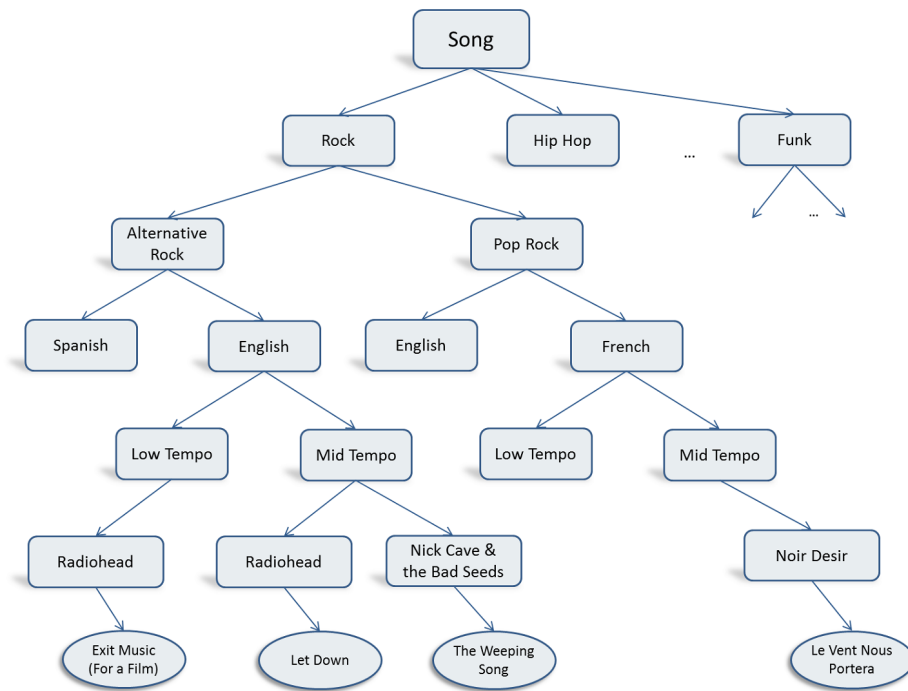 Song
Rock
Hip Hop
...
Funk
...
Alternative
Rock
Pop Rock
Spanish
English
English
French
Low Tempo
Mid Tempo
Low Tempo
Mid Tempo
Radiohead
Radiohead
Nick Cave &
the Bad Seeds
Noir Desir
Exit Music
(For a Film)
Let Down
The Weeping
Song
Le Vent Nous
Portera